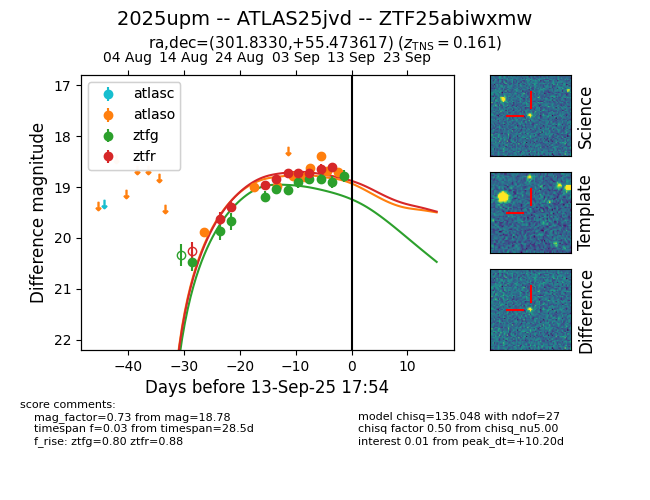 2025upm -- ATLAS25jvd -- ZTF25abiwxmw
ra,dec=(301.8330,+55.473617) (z_TNS = 0.161)
04 Aug 14 Aug 24 Aug 03 Sep 13 Sep 23 Sep
atlasc
atlaso
ztfg
ztfr
17
18
19
20
21
22
Difference magnitude
−40 −30 −20 −10 0 10
Days before 13-Sep-25 17:54
Science
Template
Difference
score comments:
mag_factor=0.73 from mag=18.78
timespan f=0.03 from timespan=28.5d
f_rise: ztfg=0.80 ztfr=0.88
model chisq=135.048 with ndof=27
chisq factor 0.50 from chisq_nu5.00
interest 0.01 from peak_dt=+10.20d